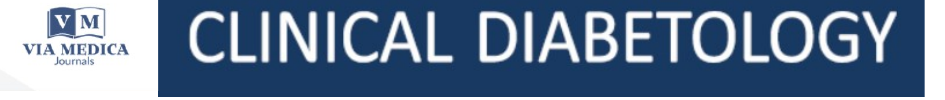 VM
VIA MEDICA
Journals
CLINICAL DIABETOLOGY